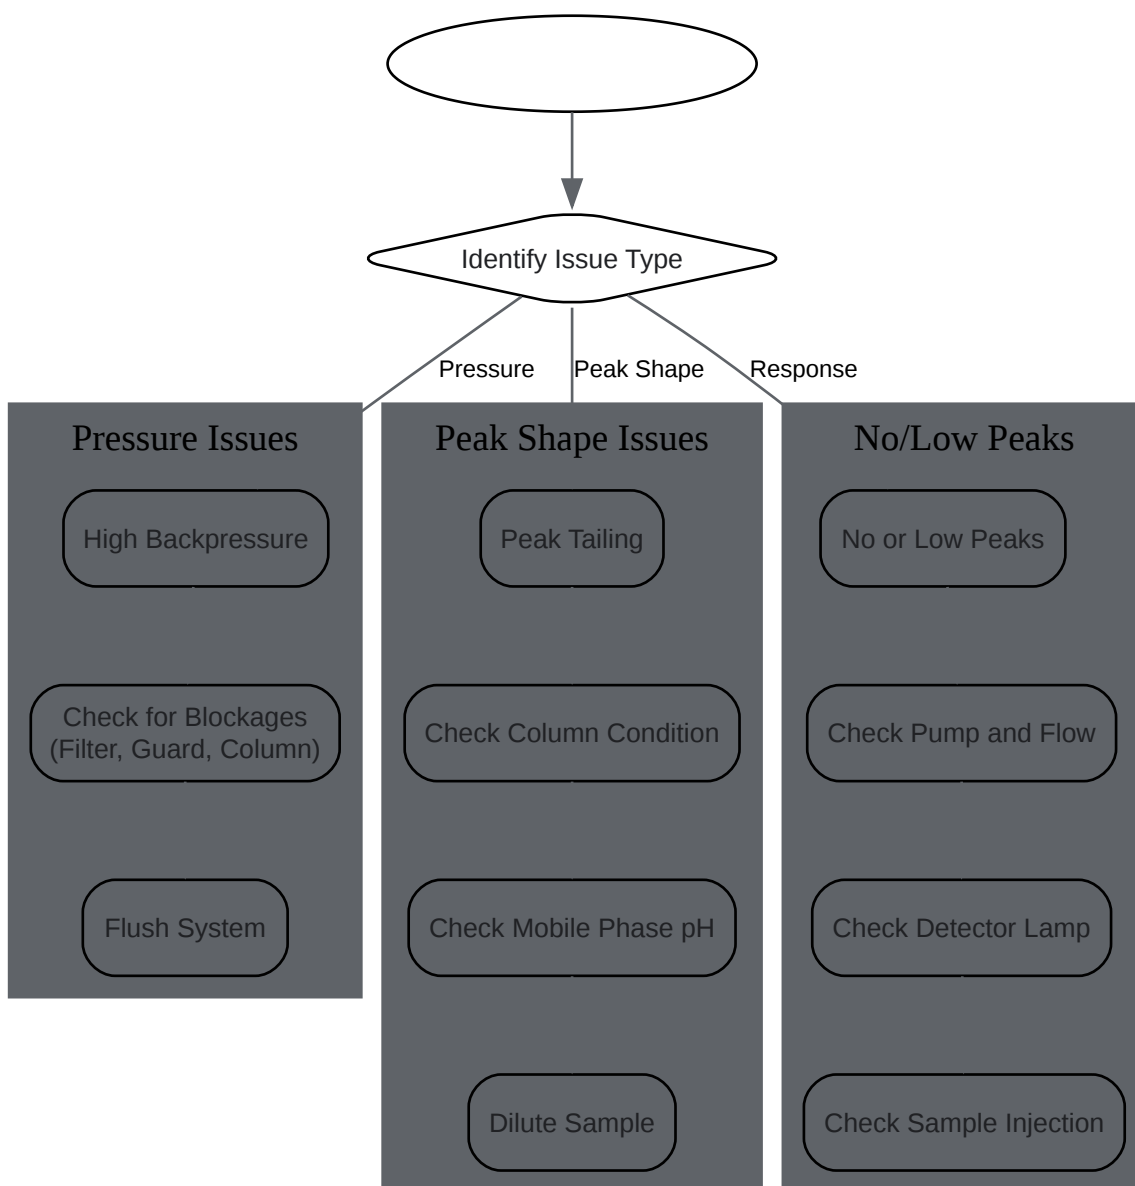 Identify Issue Type
Pressure
Peak Shape
Response
Pressure Issues
High Backpressure
Check for Blockages
(Filter, Guard, Column)
Flush System
Peak Shape Issues
Peak Tailing
Check Column Condition
Check Mobile Phase pH
Dilute Sample
No/Low Peaks
No or Low Peaks
Check Pump and Flow
Check Detector Lamp
Check Sample Injection